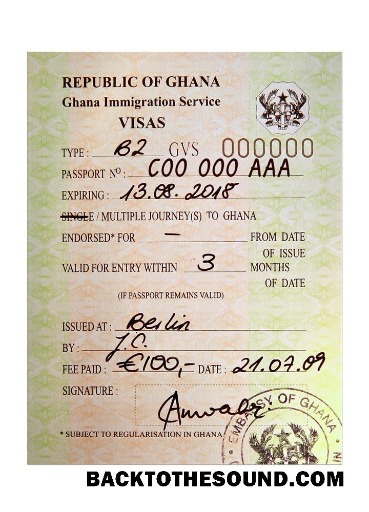 REPUBLIC OF GHANA
Ghana Immigration Service
VISAS
TYPE : B2 GVS 000000
PASSPORT Nº : C00 000 AAA
EXPIRING : 13.08.2018
SINGLE / MULTIPLE JOURNEY(S) TO GHANA
ENDORSED* FOR – FROM DATE
OF ISSUE
VALID FOR ENTRY WITHIN 3 MONTHS
OF DATE
(IF PASSPORT REMAINS VALID)
ISSUED AT : Berlin
BY : J.C.
FEE PAID : €100,- DATE : 21.07.09
SIGNATURE :
* SUBJECT TO REGULARISATION IN GHANA
EMBASSY OF GHANA
BACKTOTHESOUND.COM